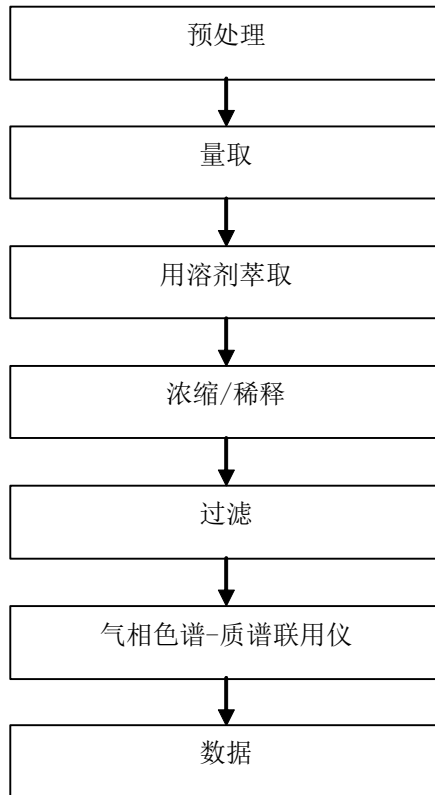 预处理
量取
用溶剂萃取
浓缩/稀释
过滤
气相色谱-质谱联用仪
数据